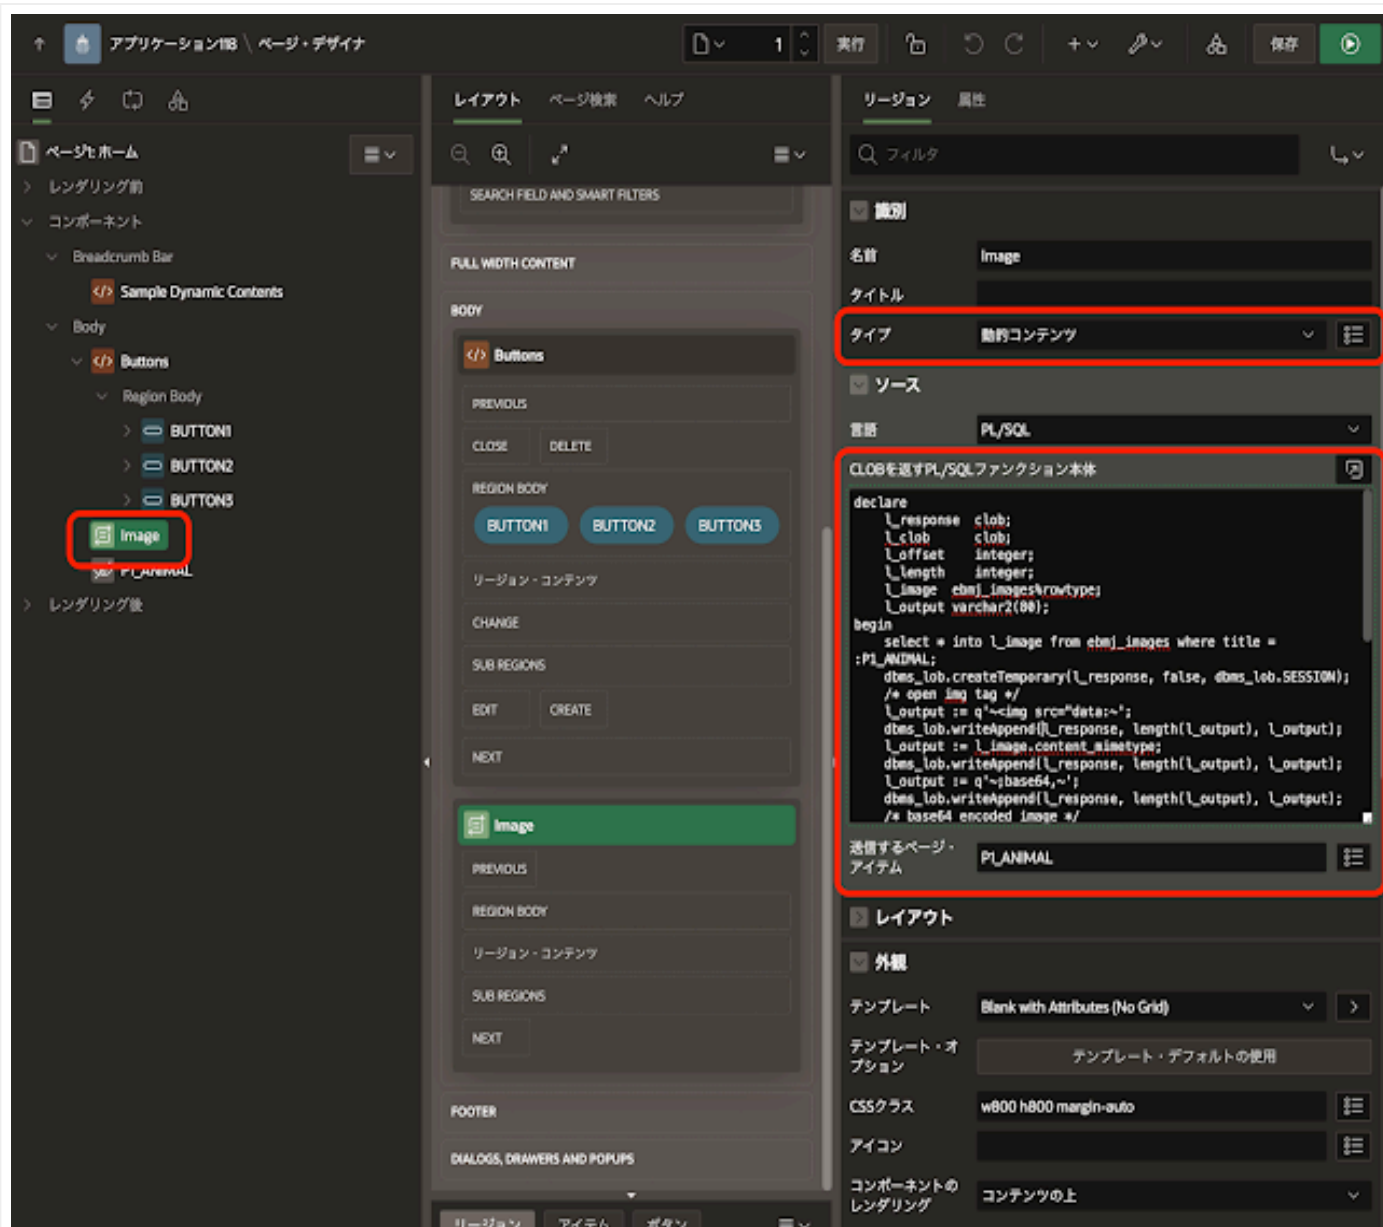 アプリケーション118 \ ページ・デザイナ
1
実行
保存
ページ1: ホーム
レンダリング前
コンポーネント
Breadcrumb Bar
Sample Dynamic Contents
Body
Buttons
Region Body
BUTTON1
BUTTON2
BUTTON3
Image
P1_ANIMAL
レンダリング後
レイアウト ページ検索 ヘルプ
SEARCH FIELD AND SMART FILTERS
FULL WIDTH CONTENT
BODY
Buttons
PREVIOUS
CLOSE DELETE
REGION BODY
BUTTON1 BUTTON2 BUTTON3
リージョン・コンテンツ
CHANGE
SUB REGIONS
EDIT CREATE
NEXT
Image
PREVIOUS
REGION BODY
リージョン・コンテンツ
SUB REGIONS
NEXT
FOOTER
DIALOGS, DRAWERS AND POPUPS
リージョン アイテム ボタン
リージョン 属性
フィルタ
識別
名前 Image
タイトル
タイプ 動的コンテンツ
ソース
言語 PL/SQL
CLOBを返すPL/SQLファンクション本体
declare
l_response clob;
l_clob clob;
l_offset integer;
l_length integer;
l_image ebmj_images%rowtype;
l_output varchar2(80);
begin
select * into l_image from ebmj_images where title =
:P1_ANIMAL;
dbms_lob.createTemporary(l_response, false, dbms_lob.SESSION);
/* open img tag */
l_output := q'~<img src="data:~';
dbms_lob.writeAppend(l_response, length(l_output), l_output);
l_output := l_image.content_mimetype;
dbms_lob.writeAppend(l_response, length(l_output), l_output);
l_output := q'~;base64,~';
dbms_lob.writeAppend(l_response, length(l_output), l_output);
/* base64 encoded image */
送信するページ・
アイテム
P1_ANIMAL
レイアウト
外観
テンプレート Blank with Attributes (No Grid)
テンプレート・オ
プション
テンプレート・デフォルトの使用
CSSクラス w800 h800 margin-auto
アイコン
コンポーネントの
レンダリング
コンテンツの上